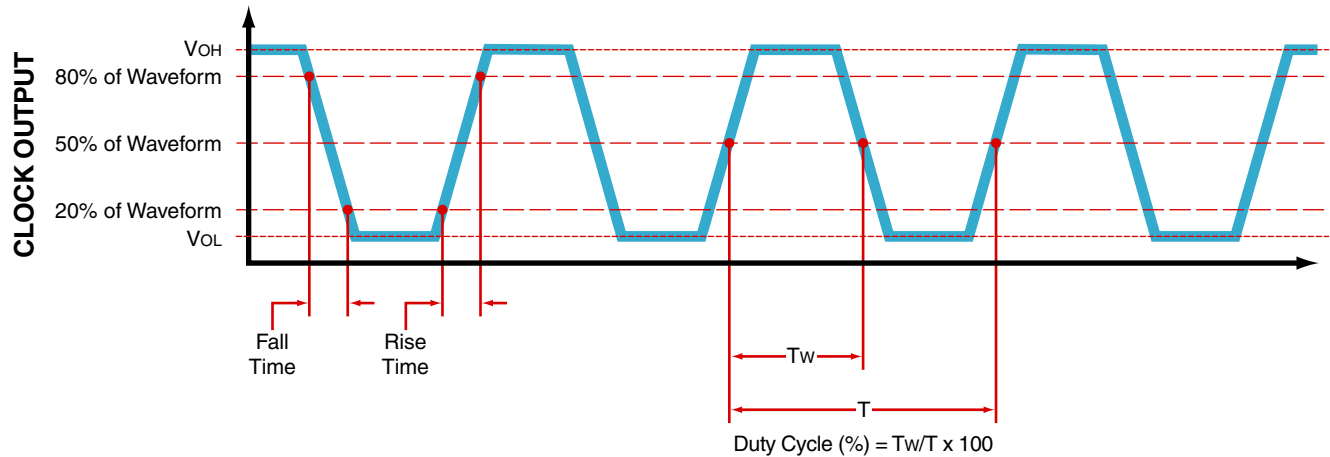 CLOCK OUTPUT
VOH
80% of Waveform
50% of Waveform
20% of Waveform
VOL
Fall
Time
Rise
Time
TW
T
Duty Cycle (%) = TW/T x 100